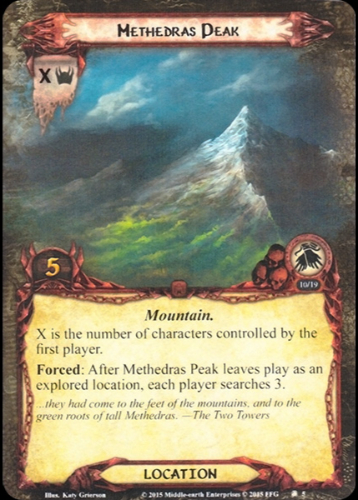 METHEDRAS PEAK
X
5
10/19
Mountain.
X is the number of characters controlled by the
first player.
Forced: After Methedras Peak leaves play as an
explored location, each player searches 3.
...they had come to the feet of the mountains, and to the
green roots of tall Methedras. —The Two Towers
LOCATION
Illus. Katy Grierson © 2015 Middle-earth Enterprises © 2015 FFG 8